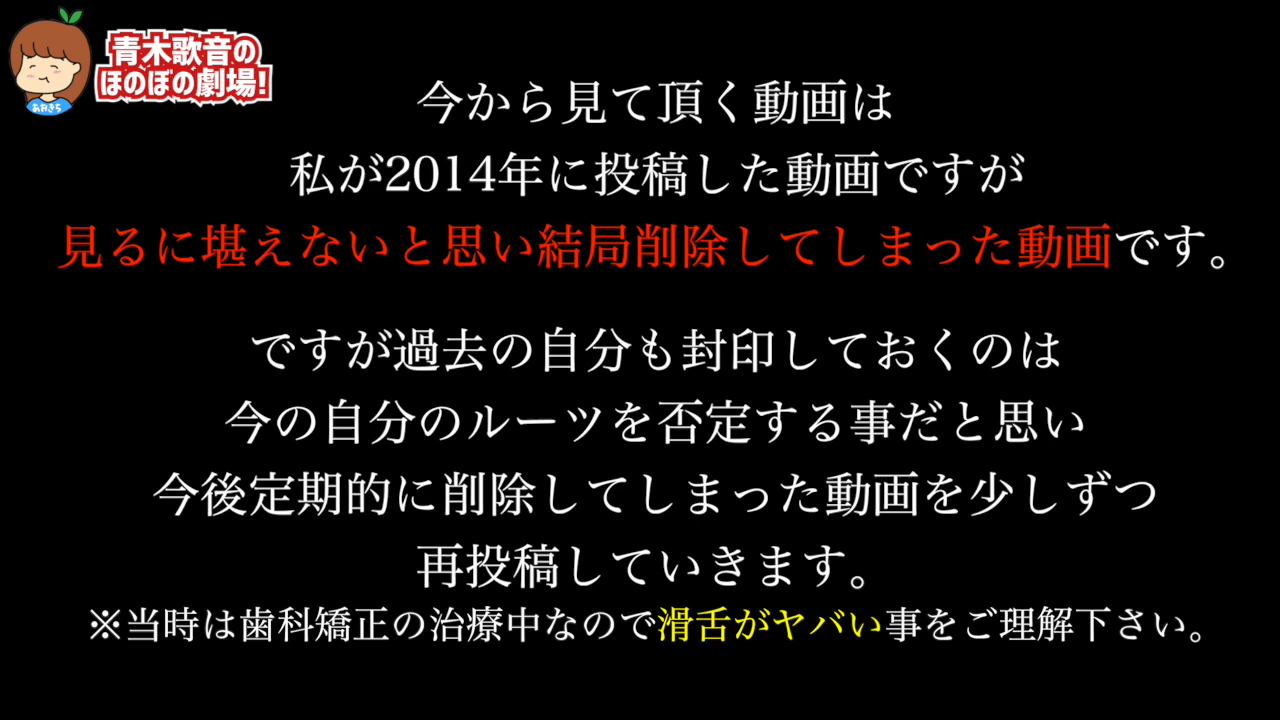 青木歌音の
ほのぼの劇場!
あおきち
今から見て頂く動画は
私が2014年に投稿した動画ですが
見るに堪えないと思い結局削除してしまった動画です。
ですが過去の自分も封印しておくのは
今の自分のルーツを否定する事だと思い
今後定期的に削除してしまった動画を少しずつ
再投稿していきます。
※当時は歯科矯正の治療中なので滑舌がヤバい事をご理解下さい。